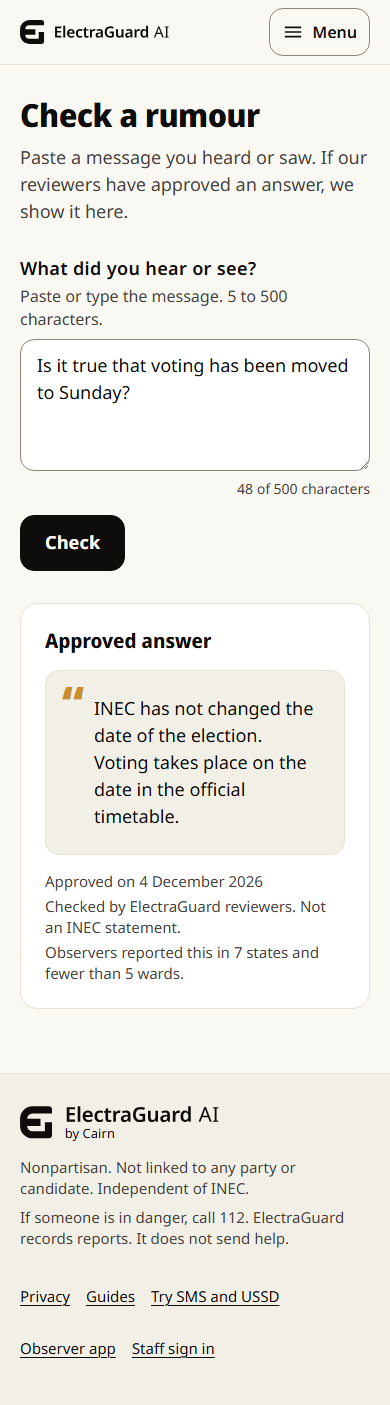 ElectraGuard AI
Menu
Check a rumour
Paste a message you heard or saw. If our
reviewers have approved an answer, we
show it here.
What did you hear or see?
Paste or type the message. 5 to 500
characters.
Is it true that voting has been moved
to Sunday?
48 of 500 characters
Check
Approved answer
“
INEC has not changed the
date of the election.
Voting takes place on the
date in the official
timetable.
Approved on 4 December 2026
Checked by ElectraGuard reviewers. Not
an INEC statement.
Observers reported this in 7 states and
fewer than 5 wards.
ElectraGuard AI
by Cairn
Nonpartisan. Not linked to any party or
candidate. Independent of INEC.
If someone is in danger, call 112. ElectraGuard
records reports. It does not send help.
Privacy Guides Try SMS and USSD
Observer app Staff sign in